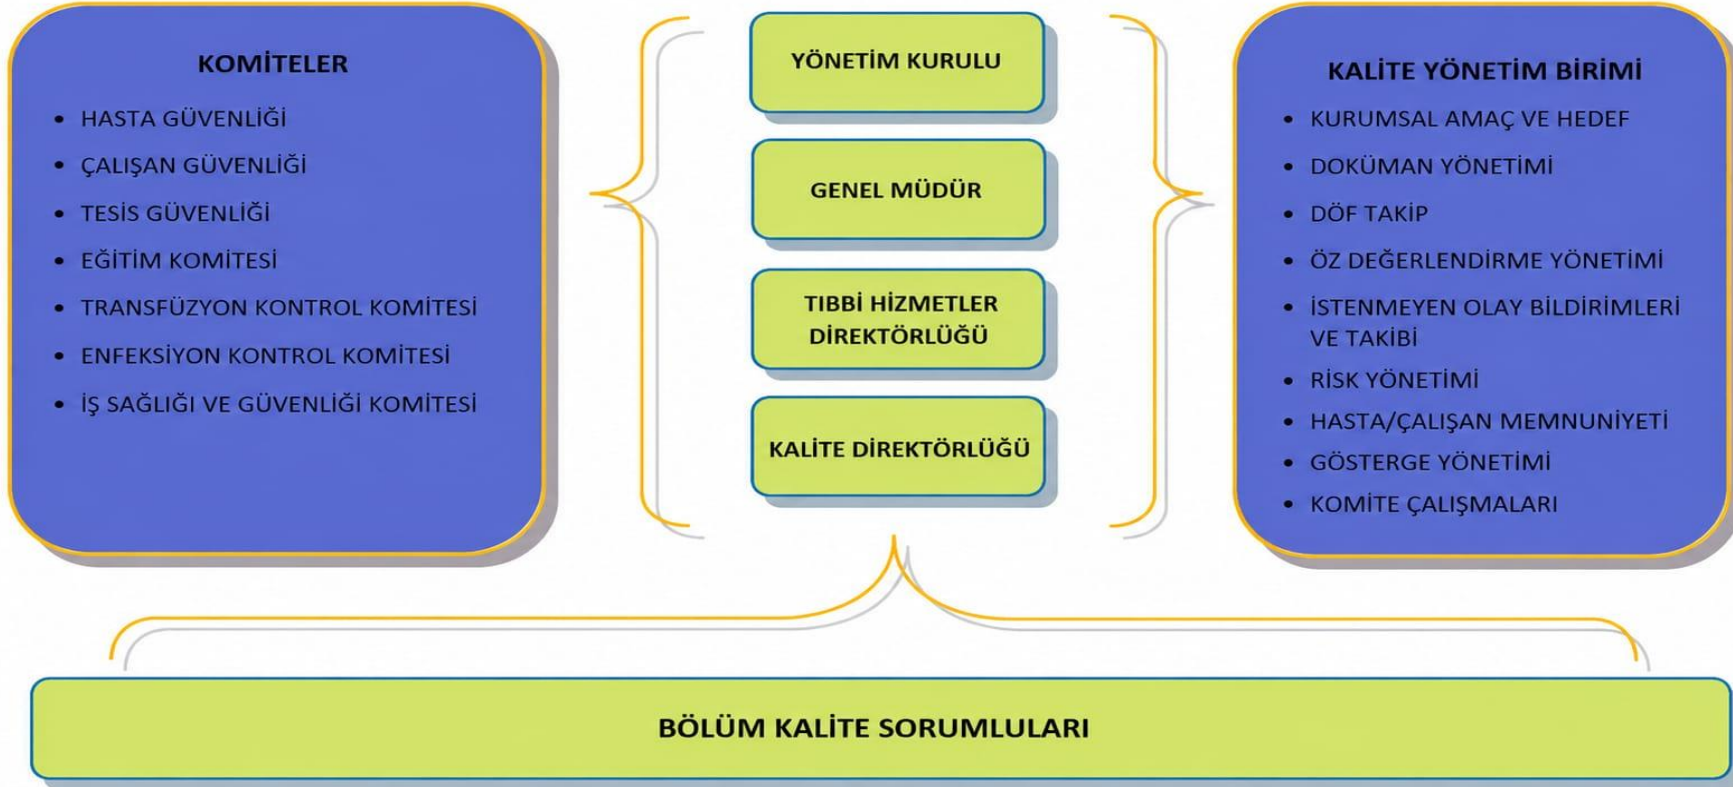 KOMİTELER
• HASTA GÜVENLİĞİ
• ÇALIŞAN GÜVENLİĞİ
• TESİS GÜVENLİĞİ
• EĞİTİM KOMİTESİ
• TRANSFÜZYON KONTROL KOMİTESİ
• ENFEKSİYON KONTROL KOMİTESİ
• İŞ SAĞLIĞI VE GÜVENLİĞİ KOMİTESİ
YÖNETİM KURULU
GENEL MÜDÜR
TIBBİ HİZMETLER
DİREKTÖRLÜĞÜ
KALİTE DİREKTÖRLÜĞÜ
KALİTE YÖNETİM BİRİMİ
• KURUMSAL AMAÇ VE HEDEF
• DOKÜMAN YÖNETİMİ
• DÖF TAKİP
• ÖZ DEĞERLENDİRME YÖNETİMİ
• İSTENMEYEN OLAY BİLDİRİMLERİ
VE TAKİBİ
• RİSK YÖNETİMİ
• HASTA/ÇALIŞAN MEMNUNİYETİ
• GÖSTERGE YÖNETİMİ
• KOMİTE ÇALIŞMALARI
BÖLÜM KALİTE SORUMLULARI